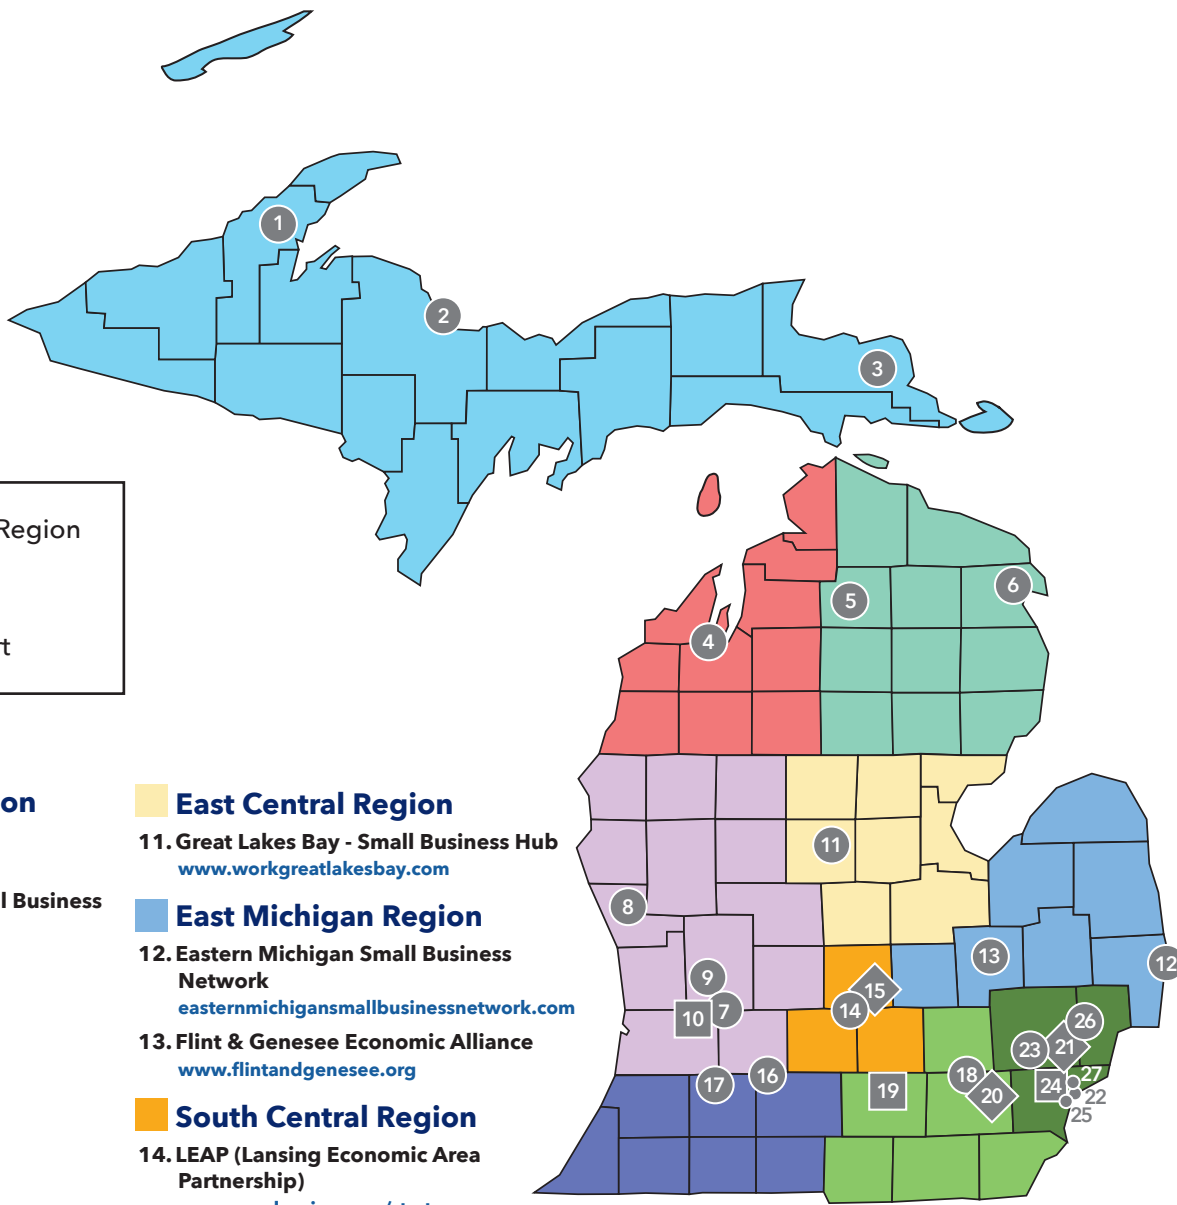 1
2
3
Region
t
4
5
6
on
East Central Region
11. Great Lakes Bay - Small Business Hub
www.workgreatlakesbay.com
l Business
East Michigan Region
12. Eastern Michigan Small Business
Network
easternmichigansmallbusinessnetwork.com
13. Flint & Genesee Economic Alliance
www.flintandgenesee.org
South Central Region
14. LEAP (Lansing Economic Area
Partnership)
11
8
13
12
9
15
10
7
14
26
23
21
16
17
18
19
20
24
27
22
25